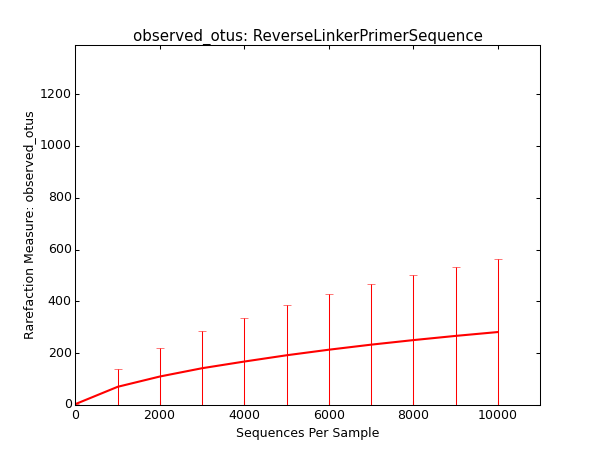 observed_otus: ReverseLinkerPrimerSequence
Rarefaction Measure: observed_otus
1200
1000
800
600
400
200
0
0 2000 4000 6000 8000 10000
Sequences Per Sample